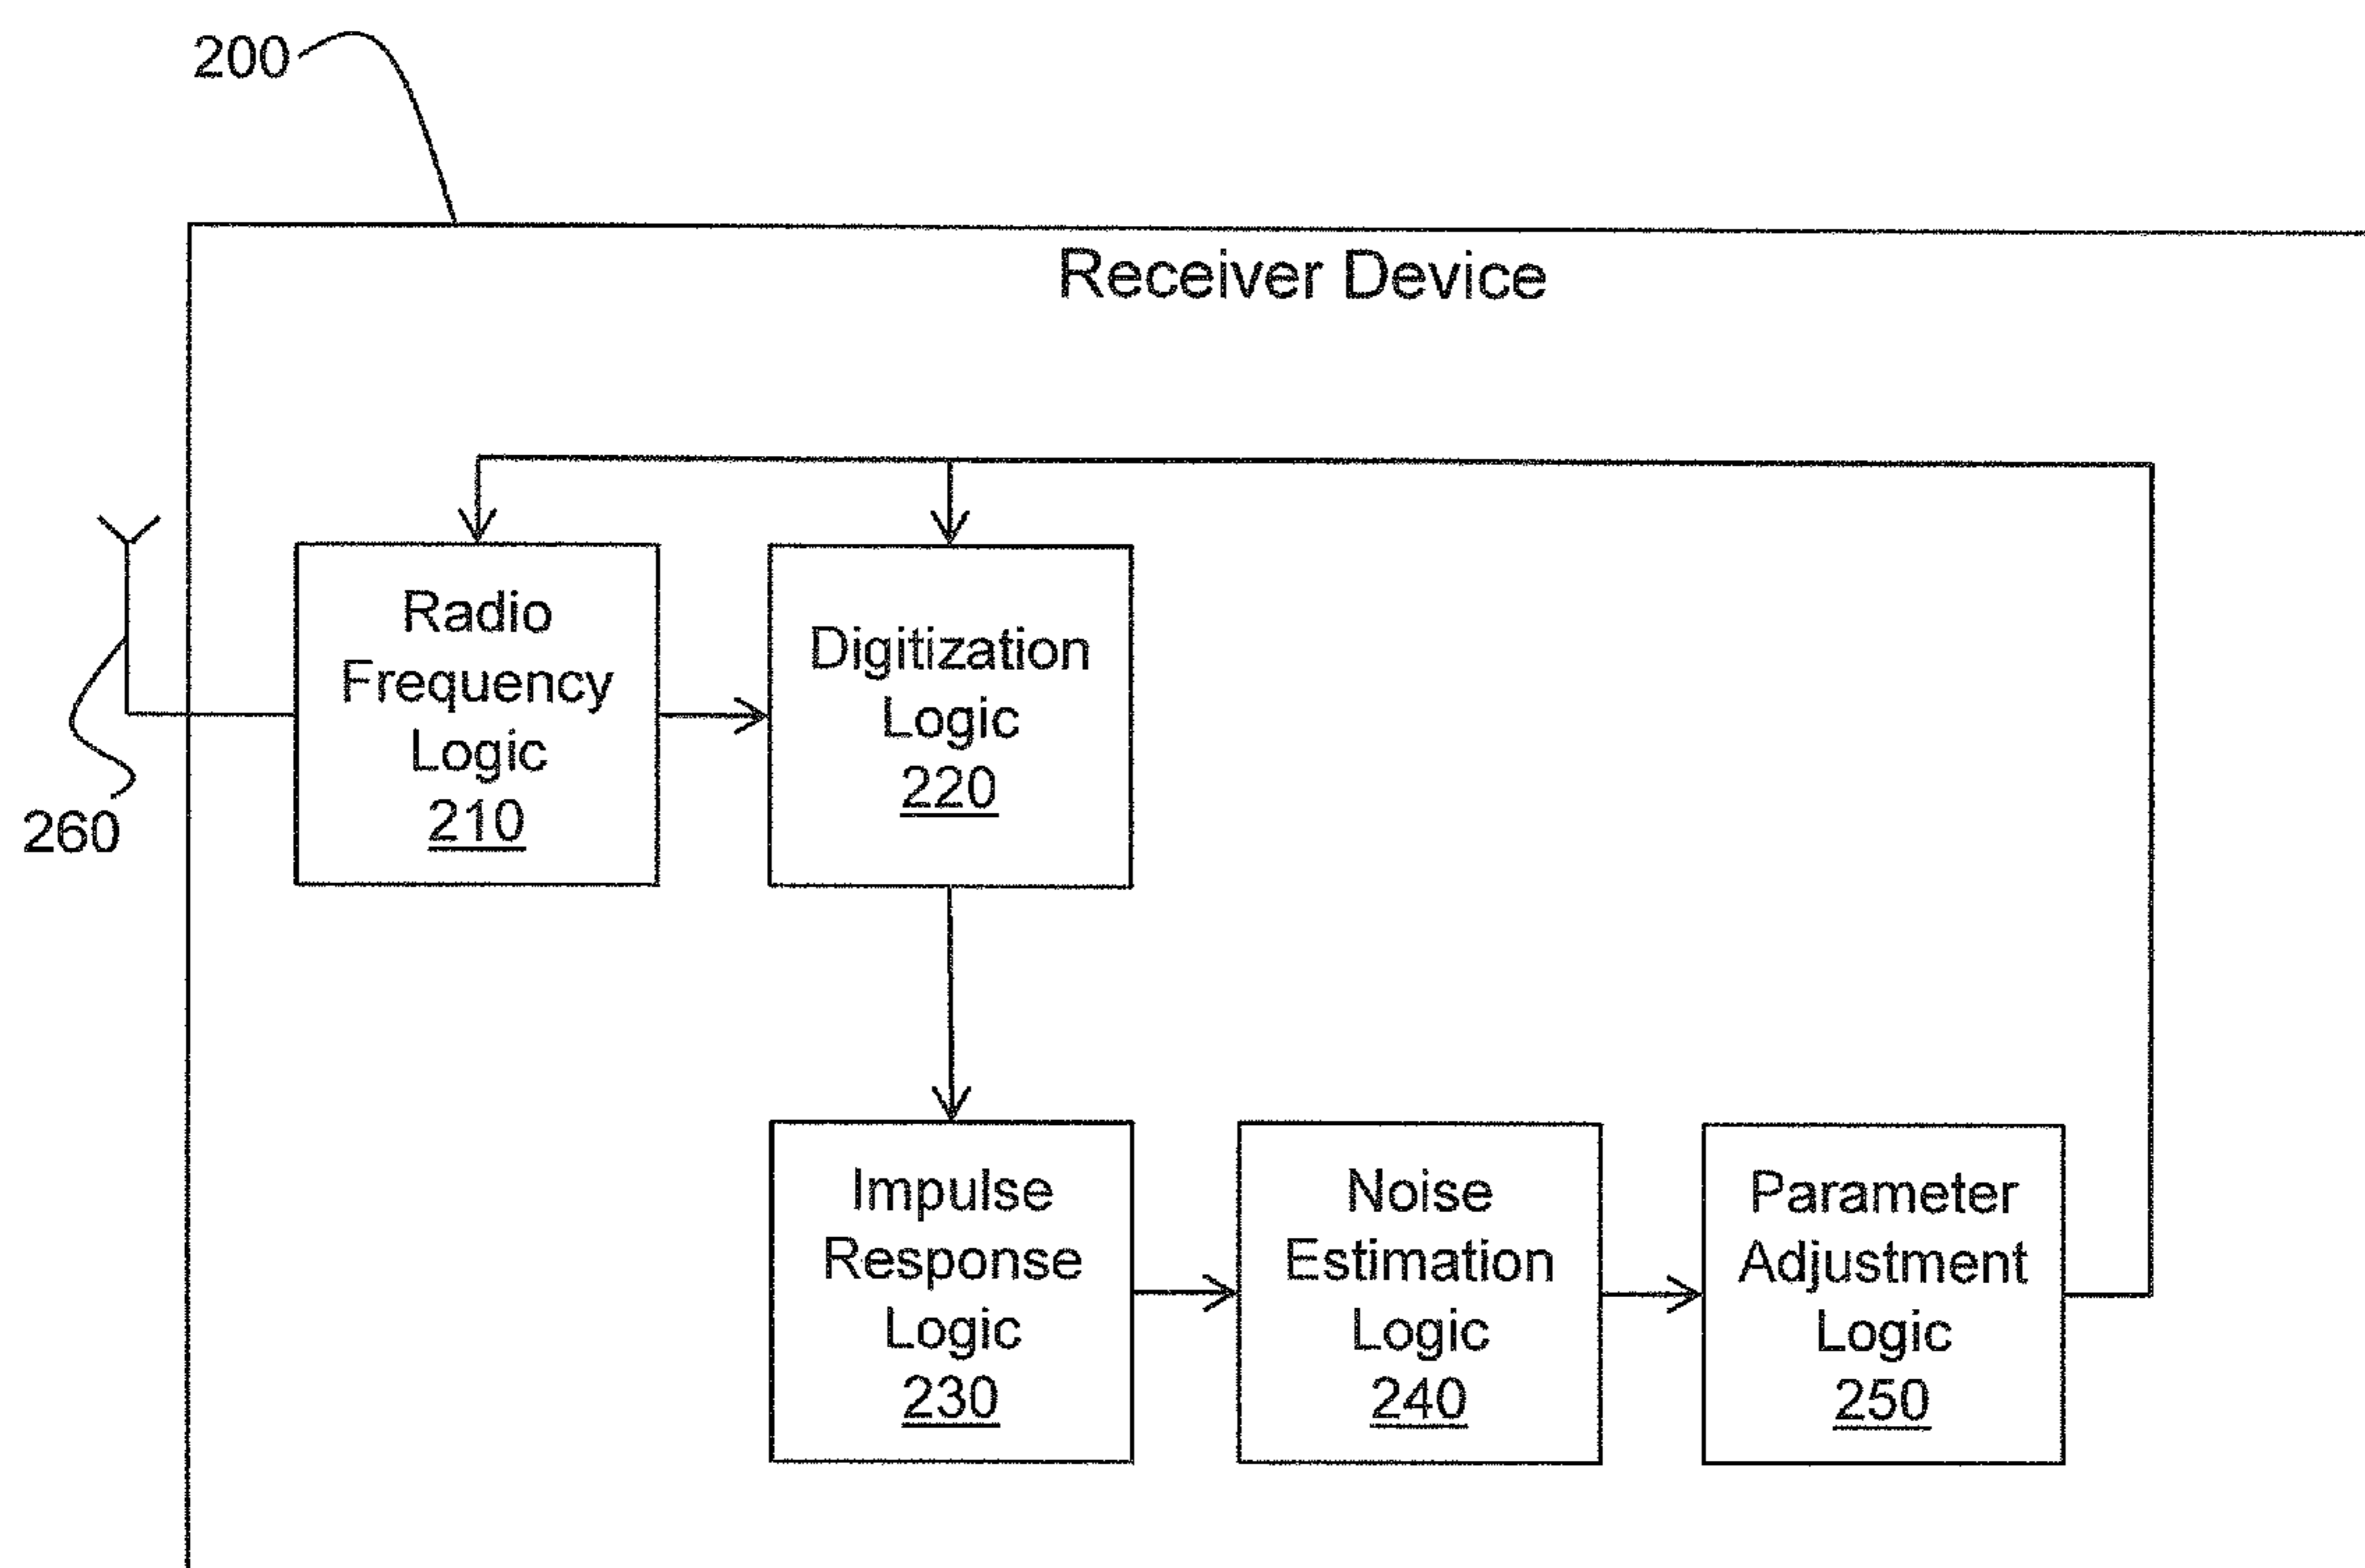 200
Receiver Device
Radio
Frequency
Logic
210
Digitization
Logic
220
260
Impulse
Response
Logic
230
Noise
Estimation
Logic
240
Parameter
Adjustment
Logic
250